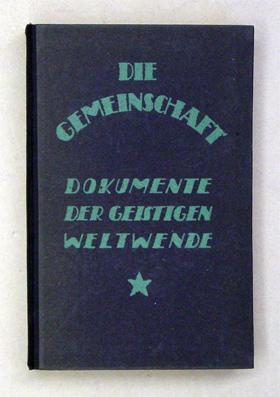 DIE
GEMEINSCHAFT
DOKUMENTE
DER GEISTIGEN
WELTWENDE